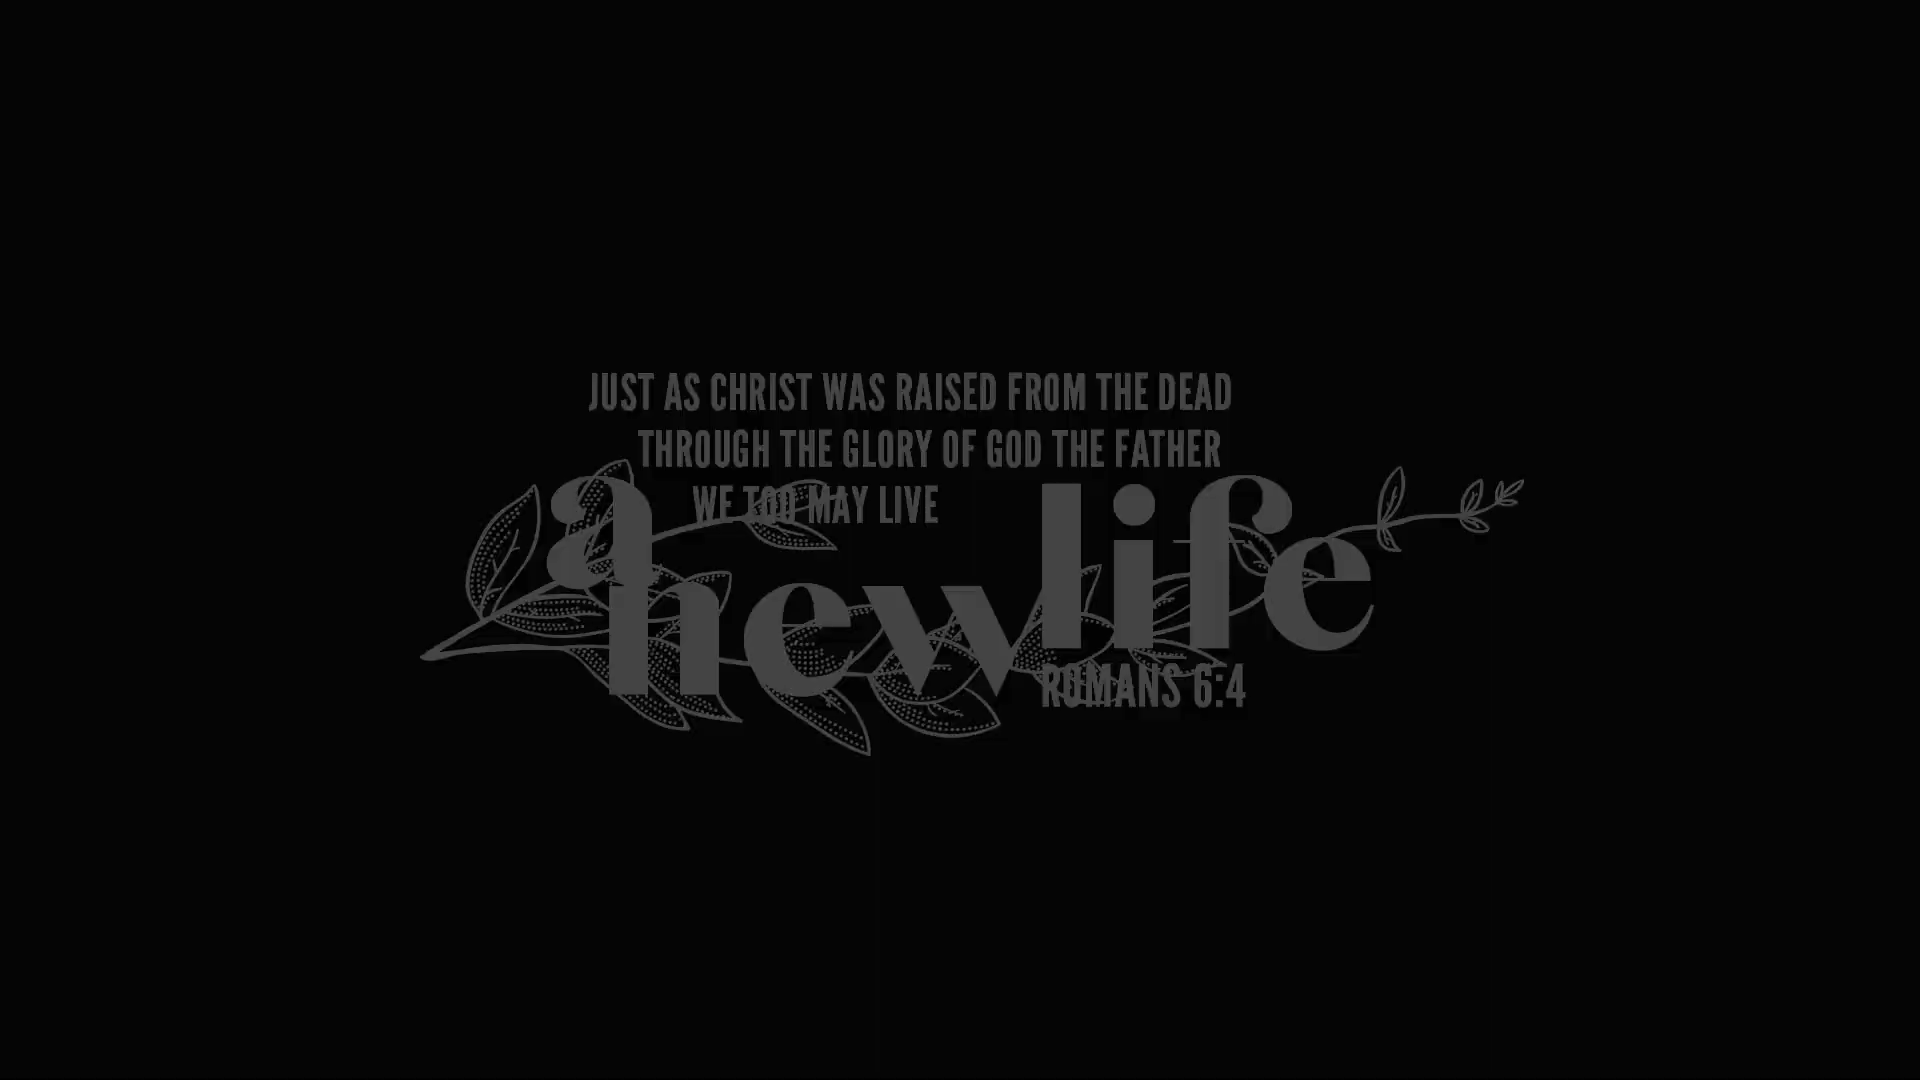 JUST AS CHRIST WAS RAISED FROM THE DEAD
THROUGH THE GLORY OF GOD THE FATHER
WE TOO MAY LIVE
a
new life
ROMANS 6:4